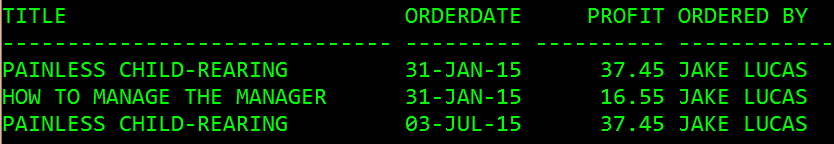 TITLE                          ORDERDATE     PROFIT ORDERED BY
------------------------------ --------- ---------- ------------
PAINLESS CHILD-REARING         31-JAN-15      37.45 JAKE LUCAS
HOW TO MANAGE THE MANAGER      31-JAN-15      16.55 JAKE LUCAS
PAINLESS CHILD-REARING         03-JUL-15      37.45 JAKE LUCAS